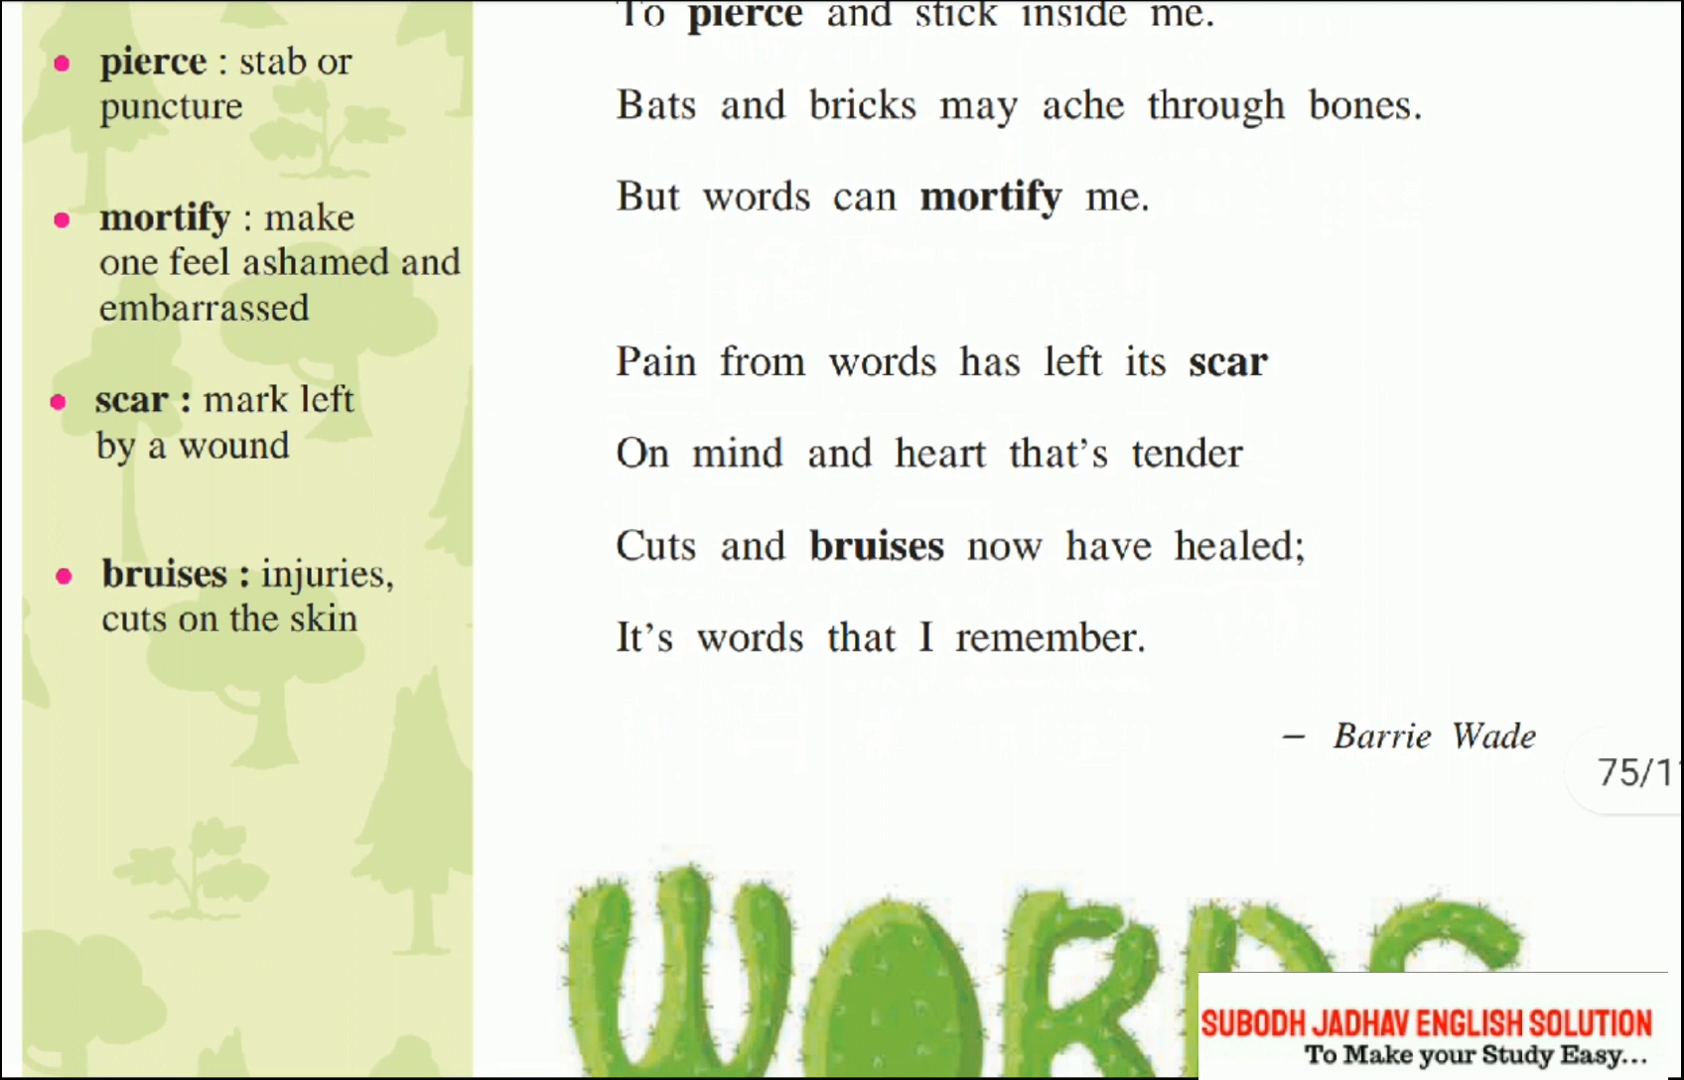 To pierce and stick inside me.
Bats and bricks may ache through bones.
But words can mortify me.
Pain from words has left its scar
On mind and heart that's tender
Cuts and bruises now have healed;
It's words that I remember.
– Barrie Wade
• pierce : stab or
puncture
• mortify : make
one feel ashamed and
embarrassed
• scar : mark left
by a wound
• bruises : injuries,
cuts on the skin
75/1
WORDS
SUBODH JADHAV ENGLISH SOLUTION
To Make your Study Easy...